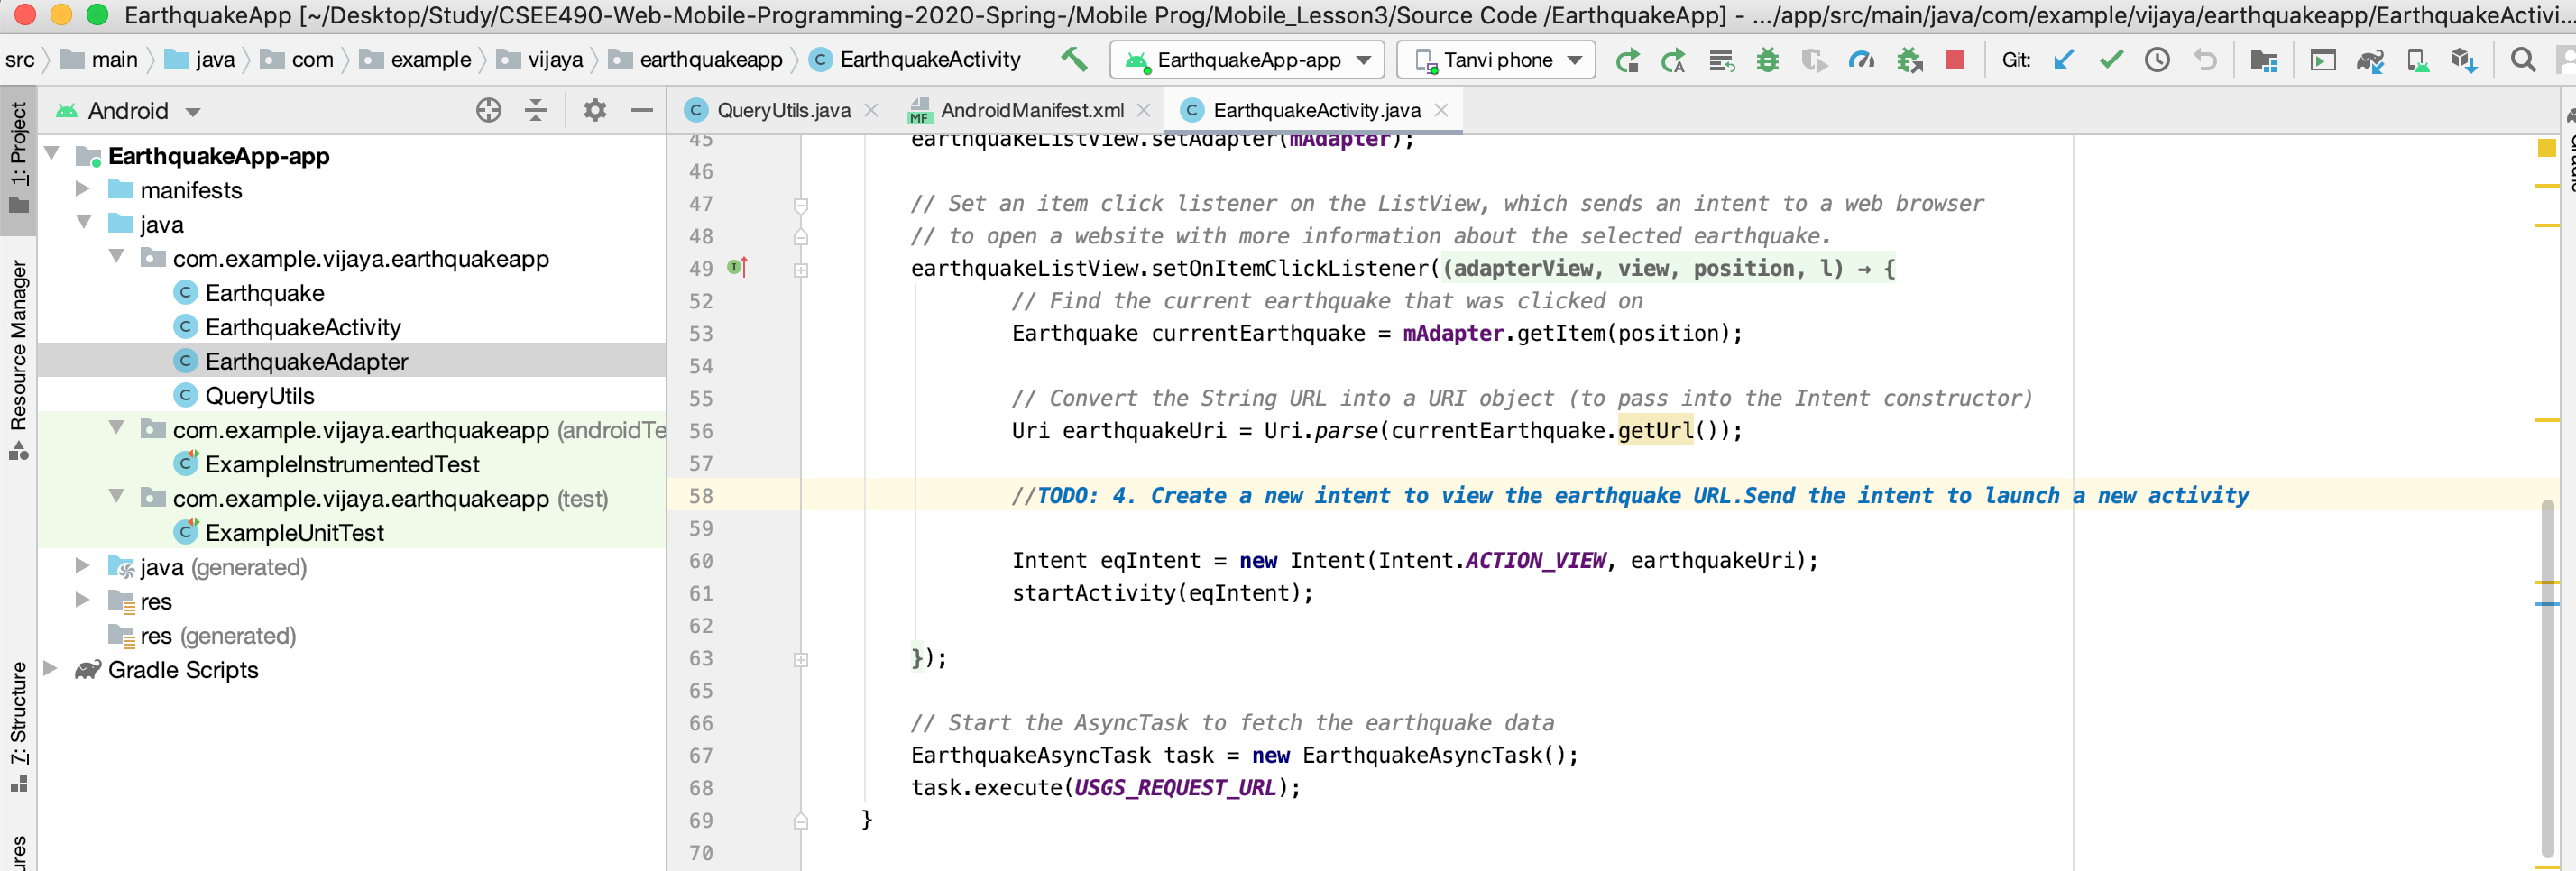 EarthquakeApp [~/Desktop/Study/CSEE490-Web-Mobile-Programming-2020-Spring-/Mobile Prog/Mobile_Lesson3/Source Code /EarthquakeApp] - .../app/src/main/java/com/example/vijaya/earthquakeapp/EarthquakeActivi...
src main java com example vijaya earthquakeapp EarthquakeActivity EarthquakeApp-app Tanvi phone Git:
1: Project
Resource Manager
7: Structure
Android
EarthquakeApp-app
manifests
java
com.example.vijaya.earthquakeapp
Earthquake
EarthquakeActivity
EarthquakeAdapter
QueryUtils
com.example.vijaya.earthquakeapp (androidTe
ExampleInstrumentedTest
com.example.vijaya.earthquakeapp (test)
ExampleUnitTest
java (generated)
res
res (generated)
Gradle Scripts
QueryUtils.java AndroidManifest.xml EarthquakeActivity.java
45 earthquakeListView.setAdapter(mAdapter);
46
47 // Set an item click listener on the ListView, which sends an intent to a web browser
48 // to open a website with more information about the selected earthquake.
49 earthquakeListView.setOnItemClickListener((adapterView, view, position, l) → {
52 // Find the current earthquake that was clicked on
53 Earthquake currentEarthquake = mAdapter.getItem(position);
54
55 // Convert the String URL into a URI object (to pass into the Intent constructor)
56 Uri earthquakeUri = Uri.parse(currentEarthquake.getUrl());
57
58 //TODO: 4. Create a new intent to view the earthquake URL.Send the intent to launch a new activity
59
60 Intent eqIntent = new Intent(Intent.ACTION_VIEW, earthquakeUri);
61 startActivity(eqIntent);
62
63 });
65
66 // Start the AsyncTask to fetch the earthquake data
67 EarthquakeAsyncTask task = new EarthquakeAsyncTask();
68 task.execute(USGS_REQUEST_URL);
69 }
70